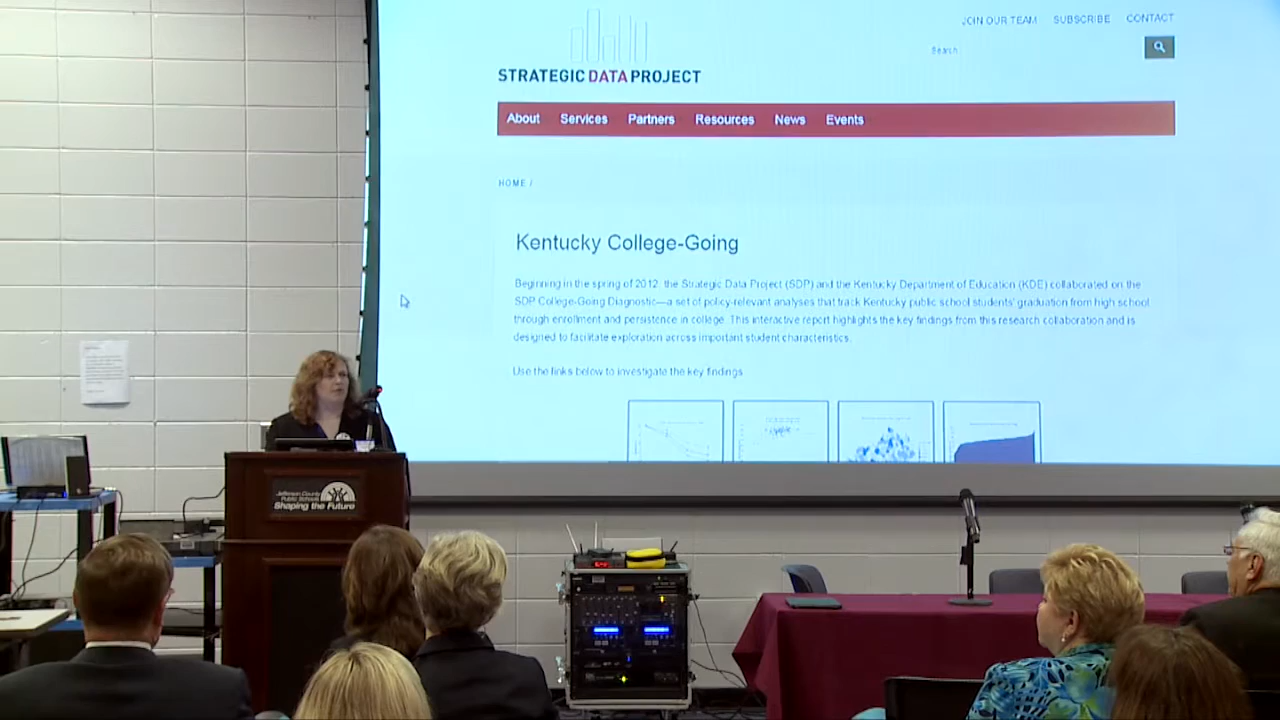 JOIN OUR TEAM SUBSCRIBE CONTACT
Search
STRATEGIC DATA PROJECT
About Services Partners Resources News Events
HOME /
Kentucky College-Going
Beginning in the spring of 2012, the Strategic Data Project (SDP) and the Kentucky Department of Education (KDE) collaborated on the
SDP College-Going Diagnostic—a set of policy-relevant analyses that track Kentucky public school students' graduation from high school
through enrollment and persistence in college. This interactive report highlights the key findings from this research collaboration and is
designed to facilitate exploration across important student characteristics.
Use the links below to investigate the key findings
Jefferson County
Public Schools
Shaping the Future